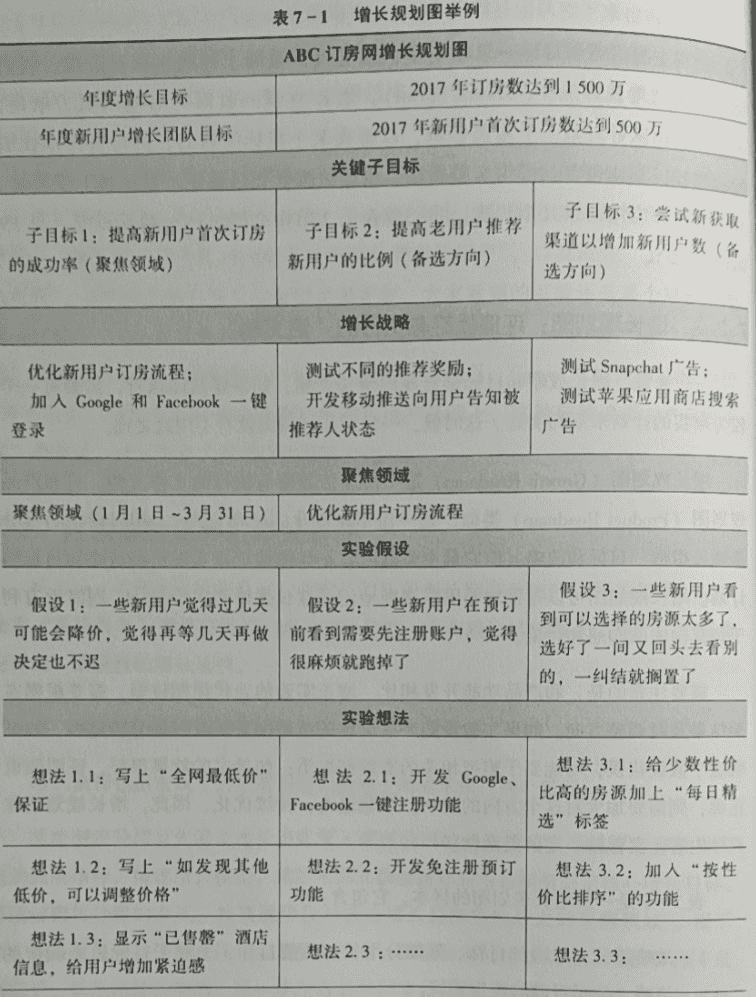 表 7-1 增长规划图举例
ABC 订房网增长规划图
年度增长目标
2017 年订房数达到 1 500 万
年度新用户增长团队目标
2017 年新用户首次订房数达到 500 万
关键子目标
子目标 1：提高新用户首次订房
的成功率（聚焦领域）
子目标 2：提高老用户推荐
新用户的比例（备选方向）
子目标 3：尝试新获取
渠道以增加新用户数（备
选方向）
增长战略
优化新用户订房流程；
加入 Google 和 Facebook 一键
登录
测试不同的推荐奖励；
开发移动推送向用户告知被
推荐人状态
测试 Snapchat 广告；
测试苹果应用商店搜索
广告
聚焦领域
聚焦领域（1 月 1 日 ~3 月 31 日）
优化新用户订房流程
实验假设
假设 1：一些新用户觉得过几天
可能会降价，觉得再等几天再做
决定也不迟
假设 2：一些新用户在预订
前看到需要先注册账户，觉得
很麻烦就跑掉了
假设 3：一些新用户看
到可以选择的房源太多了，
选好了一间又回头去看别
的，一纠结就搁置了
实验想法
想法 1.1：写上“全网最低价”
保证
想法 2.1：开发 Google、
Facebook 一键注册功能
想法 3.1：给少数性价
比高的房源加上“每日精
选”标签
想法 1.2：写上“如发现其他
低价，可以调整价格”
想法 2.2：开发免注册预订
功能
想法 3.2：加入“按性
价比排序”的功能
想法 1.3：显示“已售罄”酒店
信息，给用户增加紧迫感
想法 2.3：……
想法 3.3：……